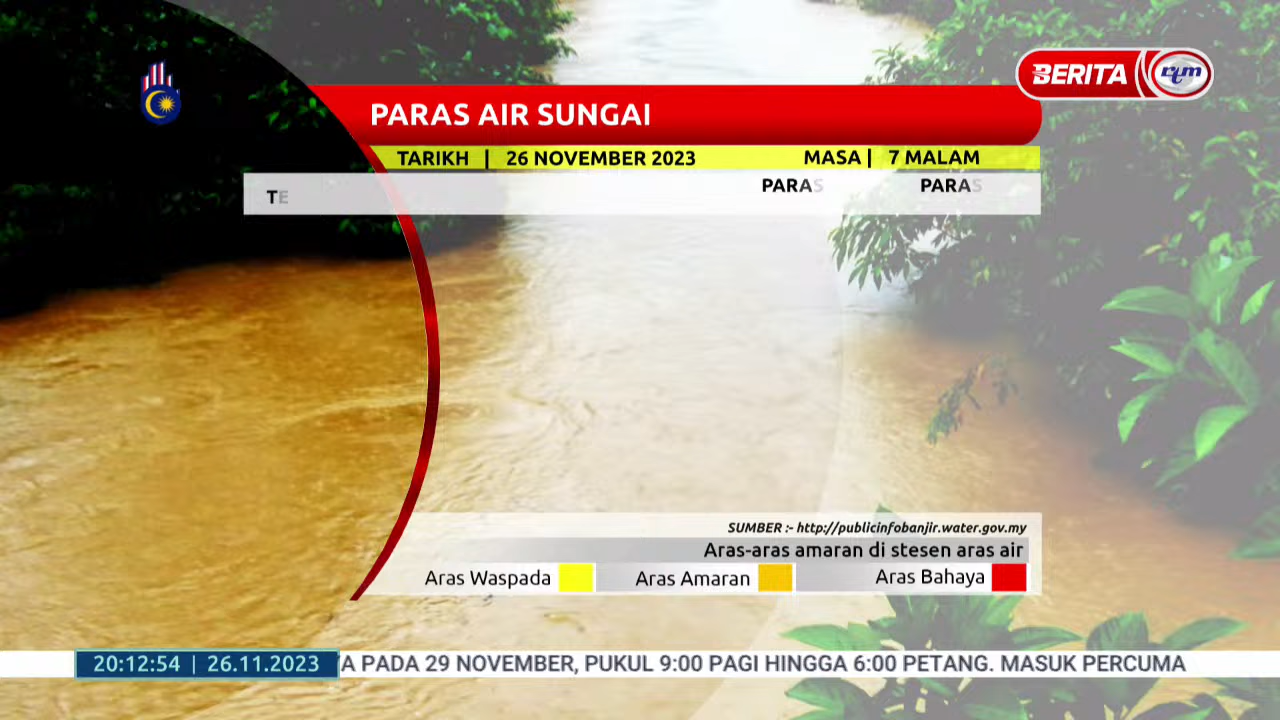 BERITA rtm
PARAS AIR SUNGAI
TARIKH | 26 NOVEMBER 2023 MASA | 7 MALAM
TE PARAS PARAS
SUMBER :- http://publicinfobanjir.water.gov.my
Aras-aras amaran di stesen aras air
Aras Waspada Aras Amaran Aras Bahaya
20:12:54 | 26.11.2023 A PADA 29 NOVEMBER, PUKUL 9:00 PAGI HINGGA 6:00 PETANG. MASUK PERCUMA